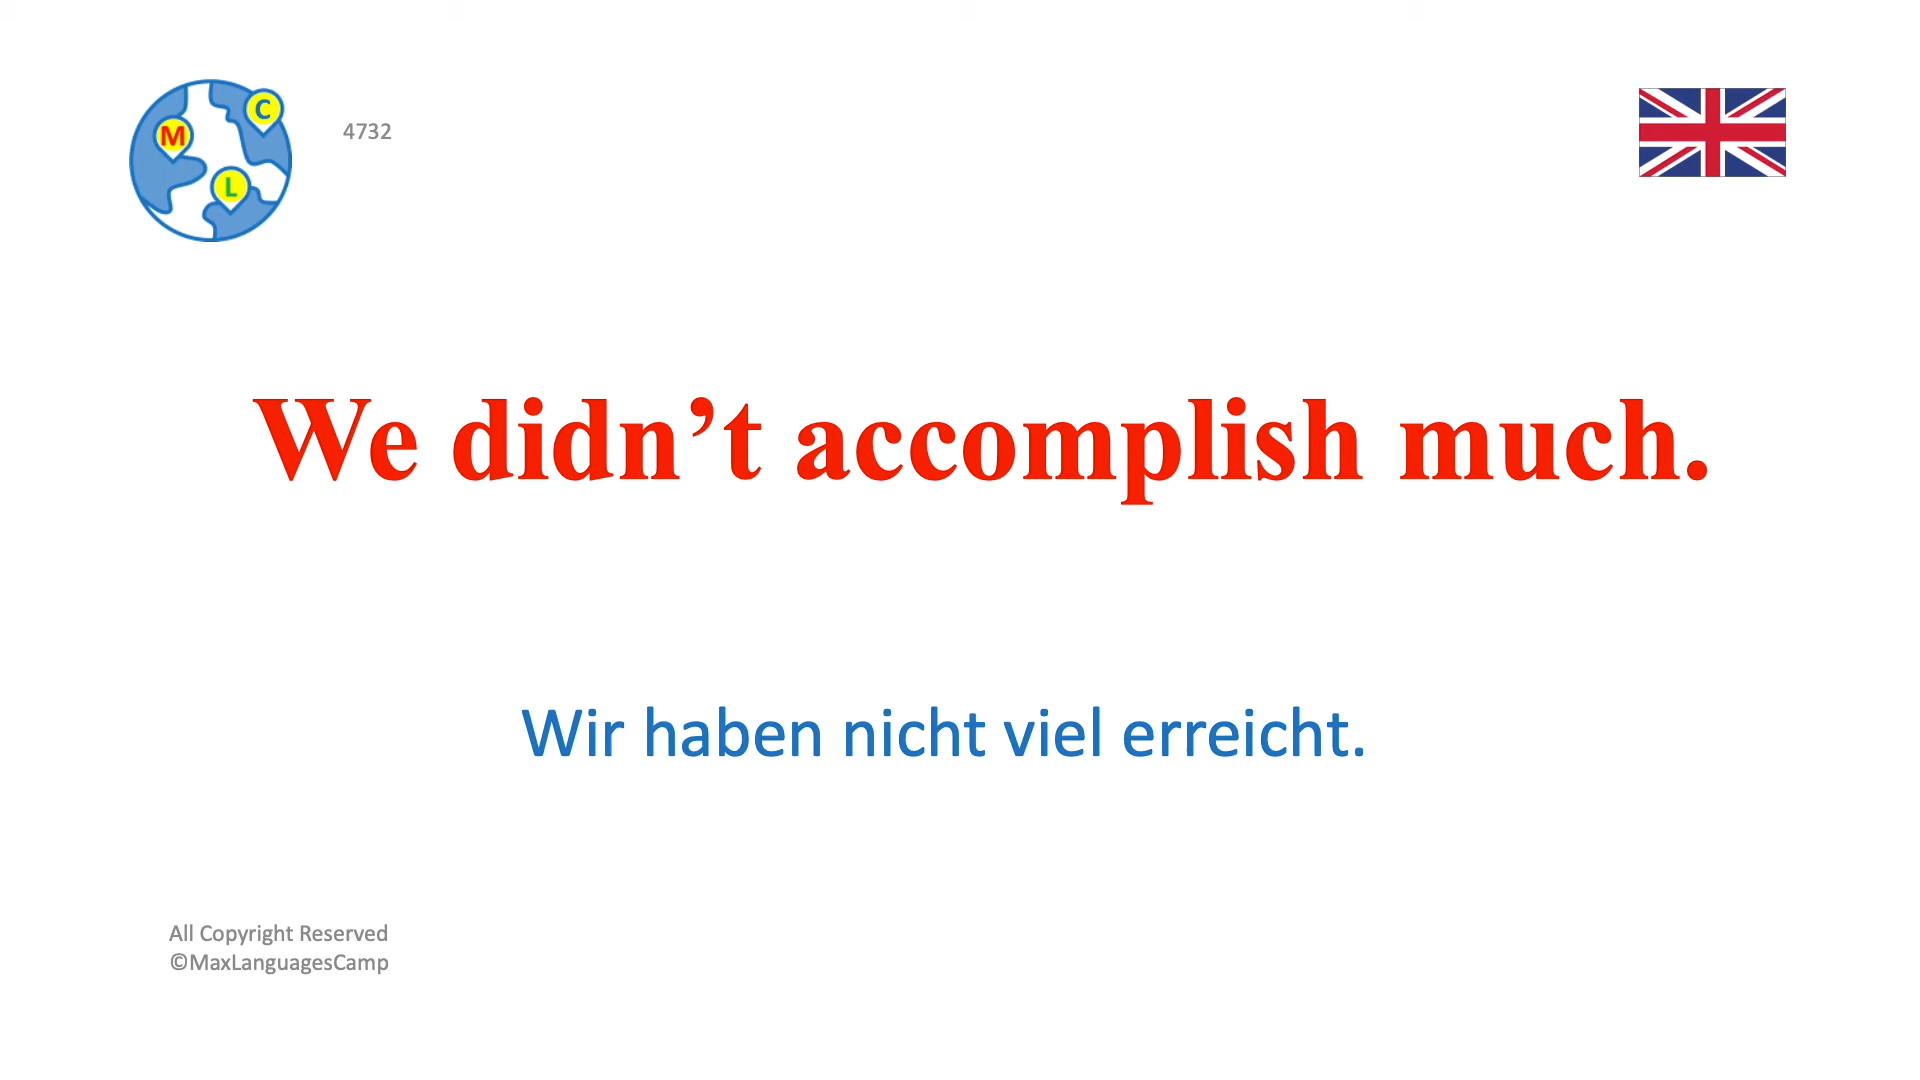 M
C
L
4732
We didn’t accomplish much.
Wir haben nicht viel erreicht.
All Copyright Reserved
©MaxLanguagesCamp